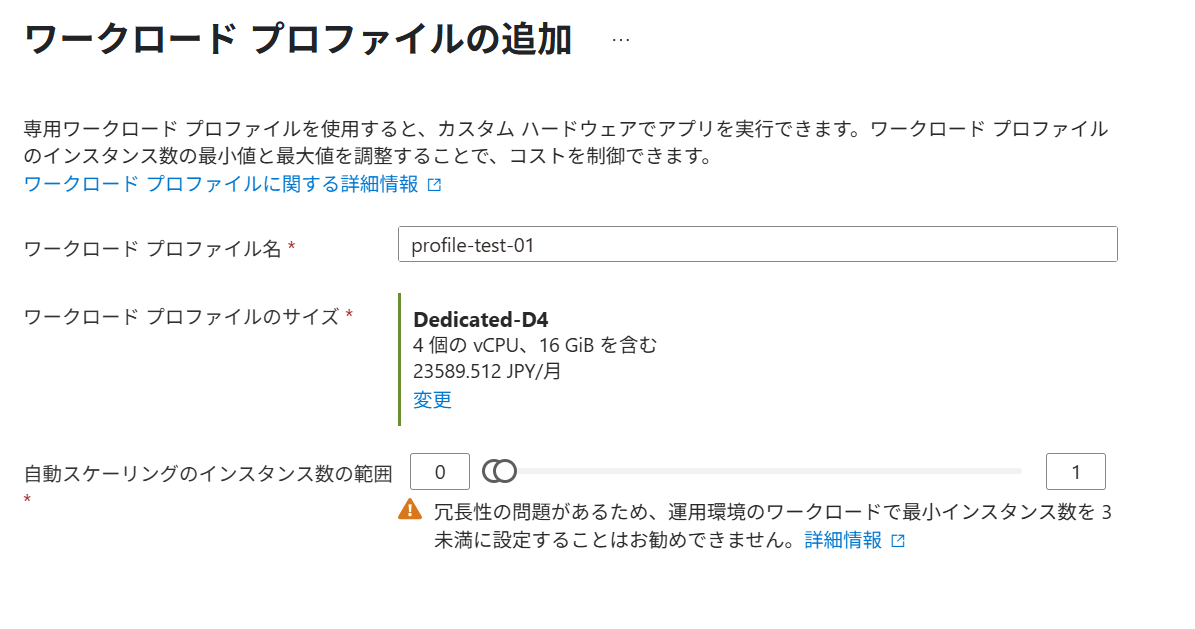 ワークロード プロファイルの追加 …
専用ワークロード プロファイルを使用すると、カスタム ハードウェアでアプリを実行できます。ワークロード プロファイル
のインスタンス数の最小値と最大値を調整することで、コストを制御できます。
ワークロード プロファイルに関する詳細情報
ワークロード プロファイル名 *
profile-test-01
ワークロード プロファイルのサイズ *
Dedicated-D4
4 個の vCPU、16 GiB を含む
23589.512 JPY/月
変更
自動スケーリングのインスタンス数の範囲
*
0
1
冗長性の問題があるため、運用環境のワークロードで最小インスタンス数を 3
未満に設定することはお勧めできません。詳細情報